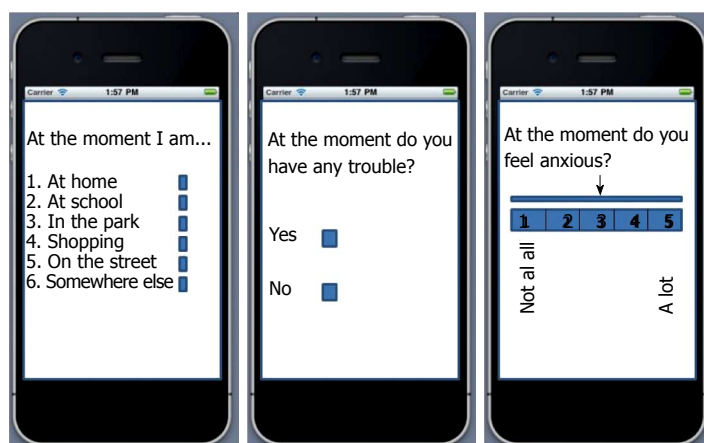 Carrier 1:57 PM
At the moment I am...
1. At home
2. At school
3. In the park
4. Shopping
5. On the street
6. Somewhere else
Carrier 1:57 PM
At the moment do you
have any trouble?
Yes
No
Carrier 1:57 PM
At the moment do you
feel anxious?
1 2 3 4 5
Not al all
A lot